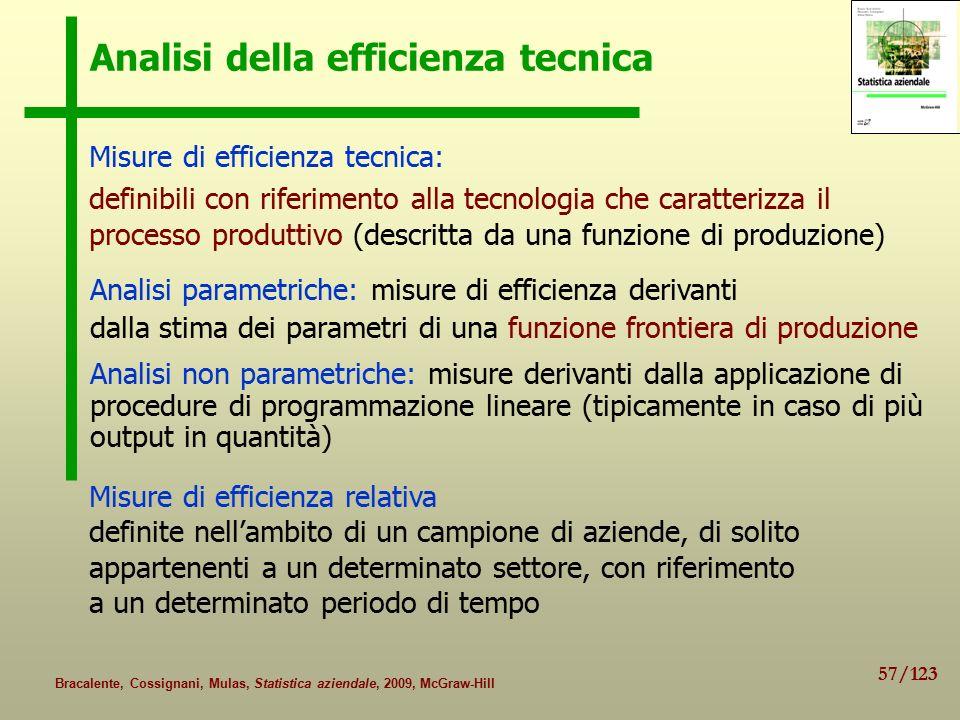 Analisi della efficienza tecnica
Statistica aziendale
McGraw-Hill
Misure di efficienza tecnica:
definibili con riferimento alla tecnologia che caratterizza il
processo produttivo (descritta da una funzione di produzione)
Analisi parametriche: misure di efficienza derivanti
dalla stima dei parametri di una funzione frontiera di produzione
Analisi non parametriche: misure derivanti dalla applicazione di
procedure di programmazione lineare (tipicamente in caso di più
output in quantità)
Misure di efficienza relativa
definite nell’ambito di un campione di aziende, di solito
appartenenti a un determinato settore, con riferimento
a un determinato periodo di tempo
57/123
Bracalente, Cossignani, Mulas, Statistica aziendale, 2009, McGraw-Hill